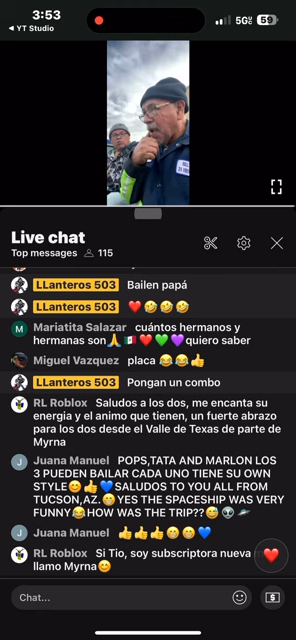 3:53
5G
59
◀ YT Studio
Live chat
Top messages 115
LLanteros 503 Bailen papá
LLanteros 503 ❤️🤣🤣🤣
M Mariatita Salazar cuántos hermanos y
hermanas son🙏🇲🇽❤️💚💜quiero saber
Miguel Vazquez placa 😂😂👍
LLanteros 503 Pongan un combo
RL Roblox Saludos a los dos, me encanta su
energia y el animo que tienen, un fuerte abrazo
para los dos desde el Valle de Texas de parte de
Myrna
J Juana Manuel POPS,TATA AND MARLON LOS
3 PUEDEN BAILAR CADA UNO TIENE SU OWN
STYLE😊👍💙SALUDOS TO YOU ALL FROM
TUCSON,AZ.😁YES THE SPACESHIP WAS VERY
FUNNY😂HOW WAS THE TRIP??😅👽🪐
J Juana Manuel 👍👍👍😁😁💙
RL Roblox Si Tio, soy subscriptora nueva me
llamo Myrna😊
Chat...